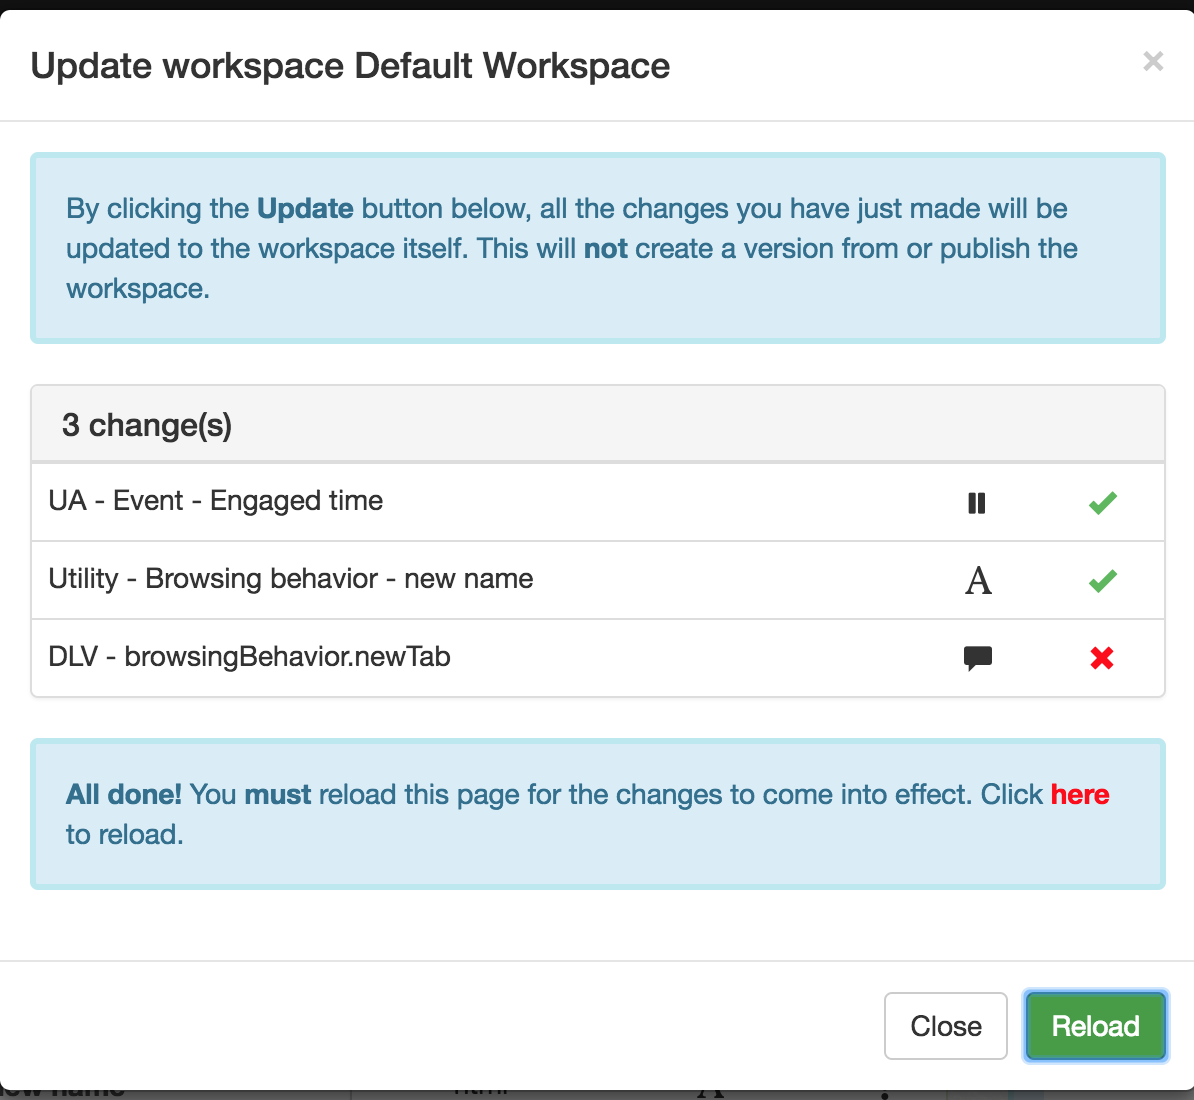 Update workspace Default Workspace
×
By clicking the Update button below, all the changes you have just made will be
updated to the workspace itself. This will not create a version from or publish the
workspace.
3 change(s)
UA - Event - Engaged time
Utility - Browsing behavior - new name
A
DLV - browsingBehavior.newTab
All done! You must reload this page for the changes to come into effect. Click here
to reload.
Close
Reload